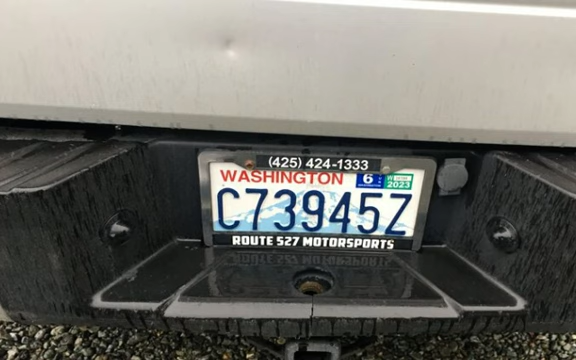 (425) 424-1333
WASHINGTON
6
2023
C73945Z
ROUTE 527 MOTORSPORTS